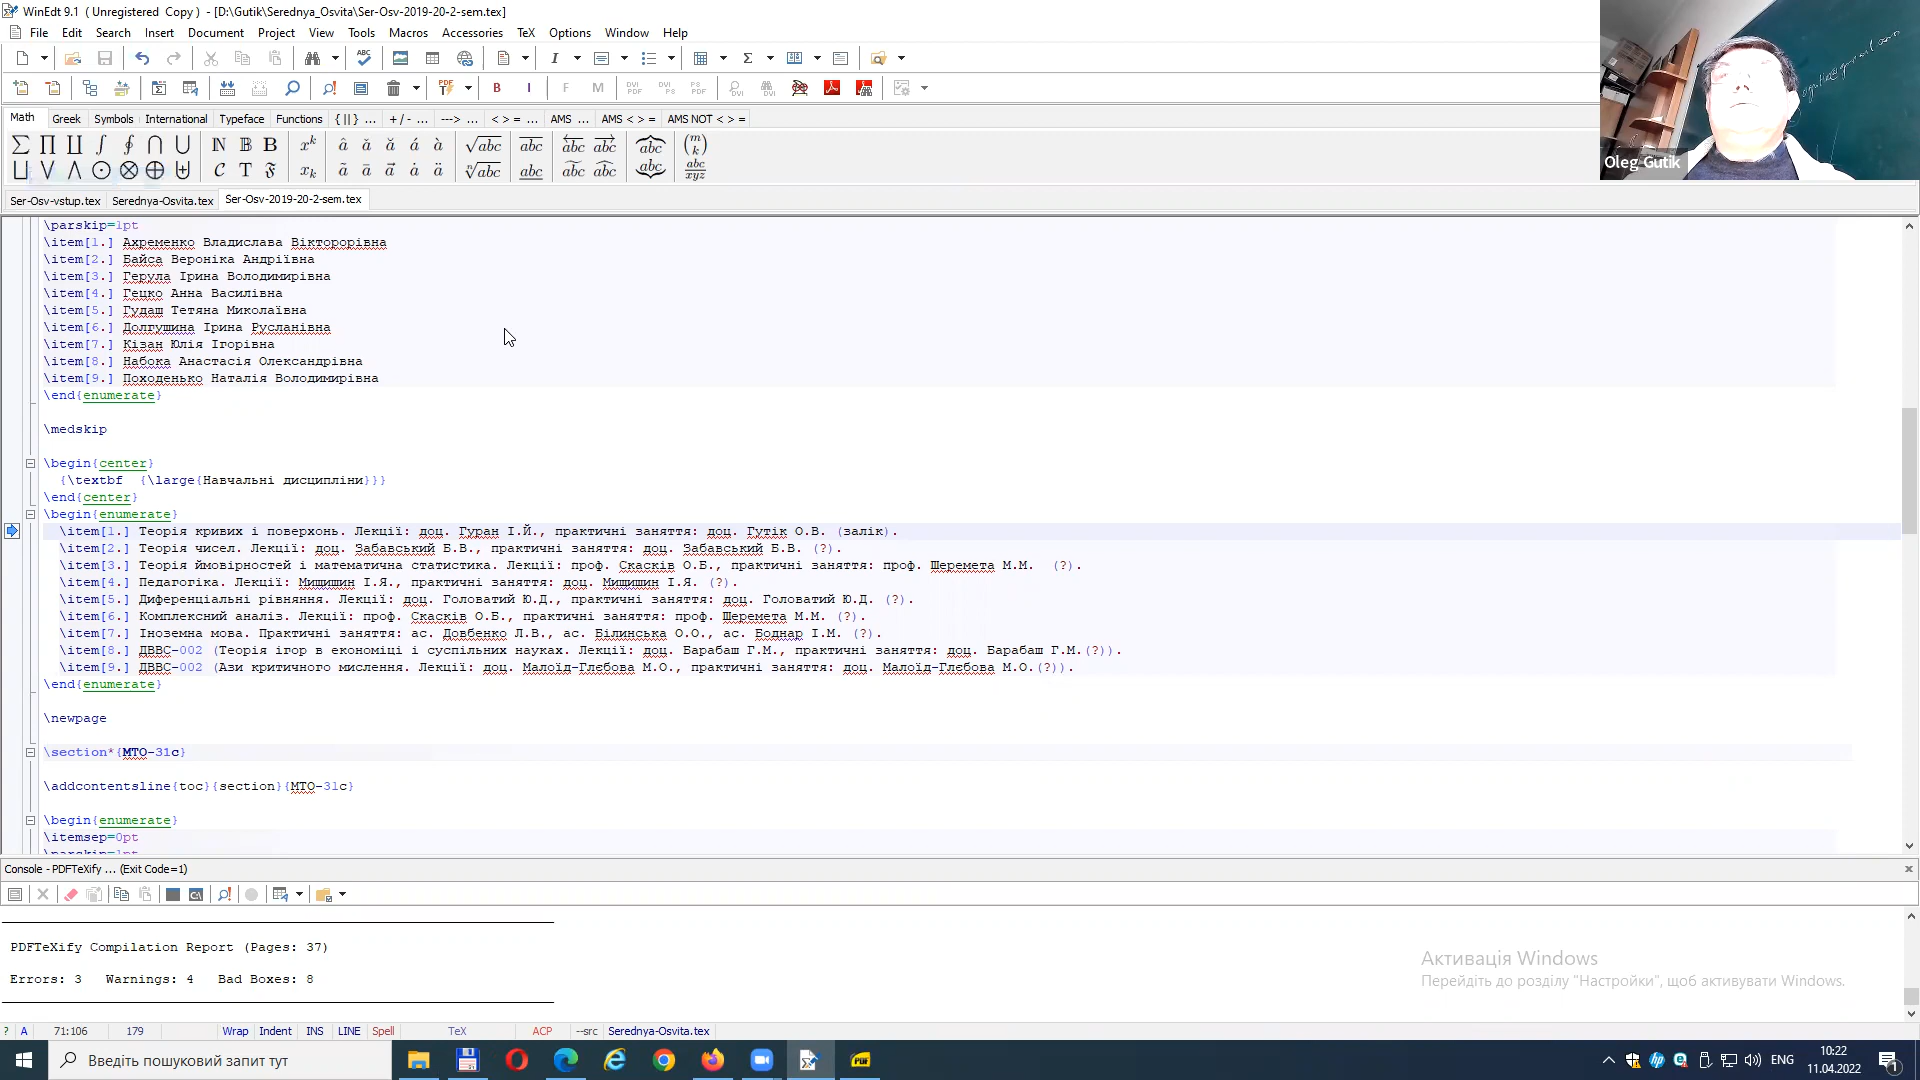 WinEdt 9.1 ( Unregistered Copy ) - [D:\Gutik\Serednya_Osvita\Ser-Osv-2019-20-2-sem.tex]
File Edit Search Insert Document Project View Tools Macros Accessories TeX Options Window Help
Math Greek Symbols International Typeface Functions { || } ... + / - ... ---> ... < > = ... AMS ... AMS < > = AMS NOT < > =
Ser-Osv-vstup.tex Serednya-Osvita.tex Ser-Osv-2019-20-2-sem.tex
Oleg Gutik
\parskip=1pt
\item[1.] Ахременко Владислава Вікторорівна
\item[2.] Байса Вероніка Андріївна
\item[3.] Герула Ірина Володимирівна
\item[4.] Гецко Анна Василівна
\item[5.] Гудаш Тетяна Миколаївна
\item[6.] Долгушина Ірина Русланівна
\item[7.] Кізан Юлія Ігорівна
\item[8.] Набока Анастасія Олександрівна
\item[9.] Походенько Наталія Володимирівна
\end{enumerate}
\medskip
\begin{center}
{\textbf {\large{Навчальні дисципліни}}}
\end{center}
\begin{enumerate}
\item[1.] Теорія кривих і поверхонь. Лекції: доц. Гуран І.Й., практичні заняття: доц. Гутік О.В. (залік).
\item[2.] Теорія чисел. Лекції: доц. Забавський Б.В., практичні заняття: доц. Забавський Б.В. (?).
\item[3.] Теорія ймовірностей і математична статистика. Лекції: проф. Скасків О.Б., практичні заняття: проф. Шеремета М.М. (?).
\item[4.] Педагогіка. Лекції: Мищишин І.Я., практичні заняття: доц. Мищишин І.Я. (?).
\item[5.] Диференціальні рівняння. Лекції: доц. Головатий Ю.Д., практичні заняття: доц. Головатий Ю.Д. (?).
\item[6.] Комплексний аналіз. Лекції: проф. Скасків О.Б., практичні заняття: проф. Шеремета М.М. (?).
\item[7.] Іноземна мова. Практичні заняття: ас. Довбенко Л.В., ас. Білинська О.О., ас. Боднар І.М. (?).
\item[8.] ДВВС-002 (Теорія ігор в економіці і суспільних науках. Лекції: доц. Барабаш Г.М., практичні заняття: доц. Барабаш Г.М.(?)).
\item[9.] ДВВС-002 (Ази критичного мислення. Лекції: доц. Малоїд-Глєбова М.О., практичні заняття: доц. Малоїд-Глєбова М.О.(?)).
\end{enumerate}
\newpage
\section*{МТО-31с}
\addcontentsline{toc}{section}{МТО-31с}
\begin{enumerate}
\itemsep=0pt
\parskip=1pt
Console - PDFTeXify ... (Exit Code=1)
PDFTeXify Compilation Report (Pages: 37)
Errors: 3 Warnings: 4 Bad Boxes: 8
Активація Windows
Перейдіть до розділу "Настройки", щоб активувати Windows.
? A 71:106 179 Wrap Indent INS LINE Spell TeX ACP --src Serednya-Osvita.tex
Введіть пошуковий запит тут
ENG
10:22
11.04.2022